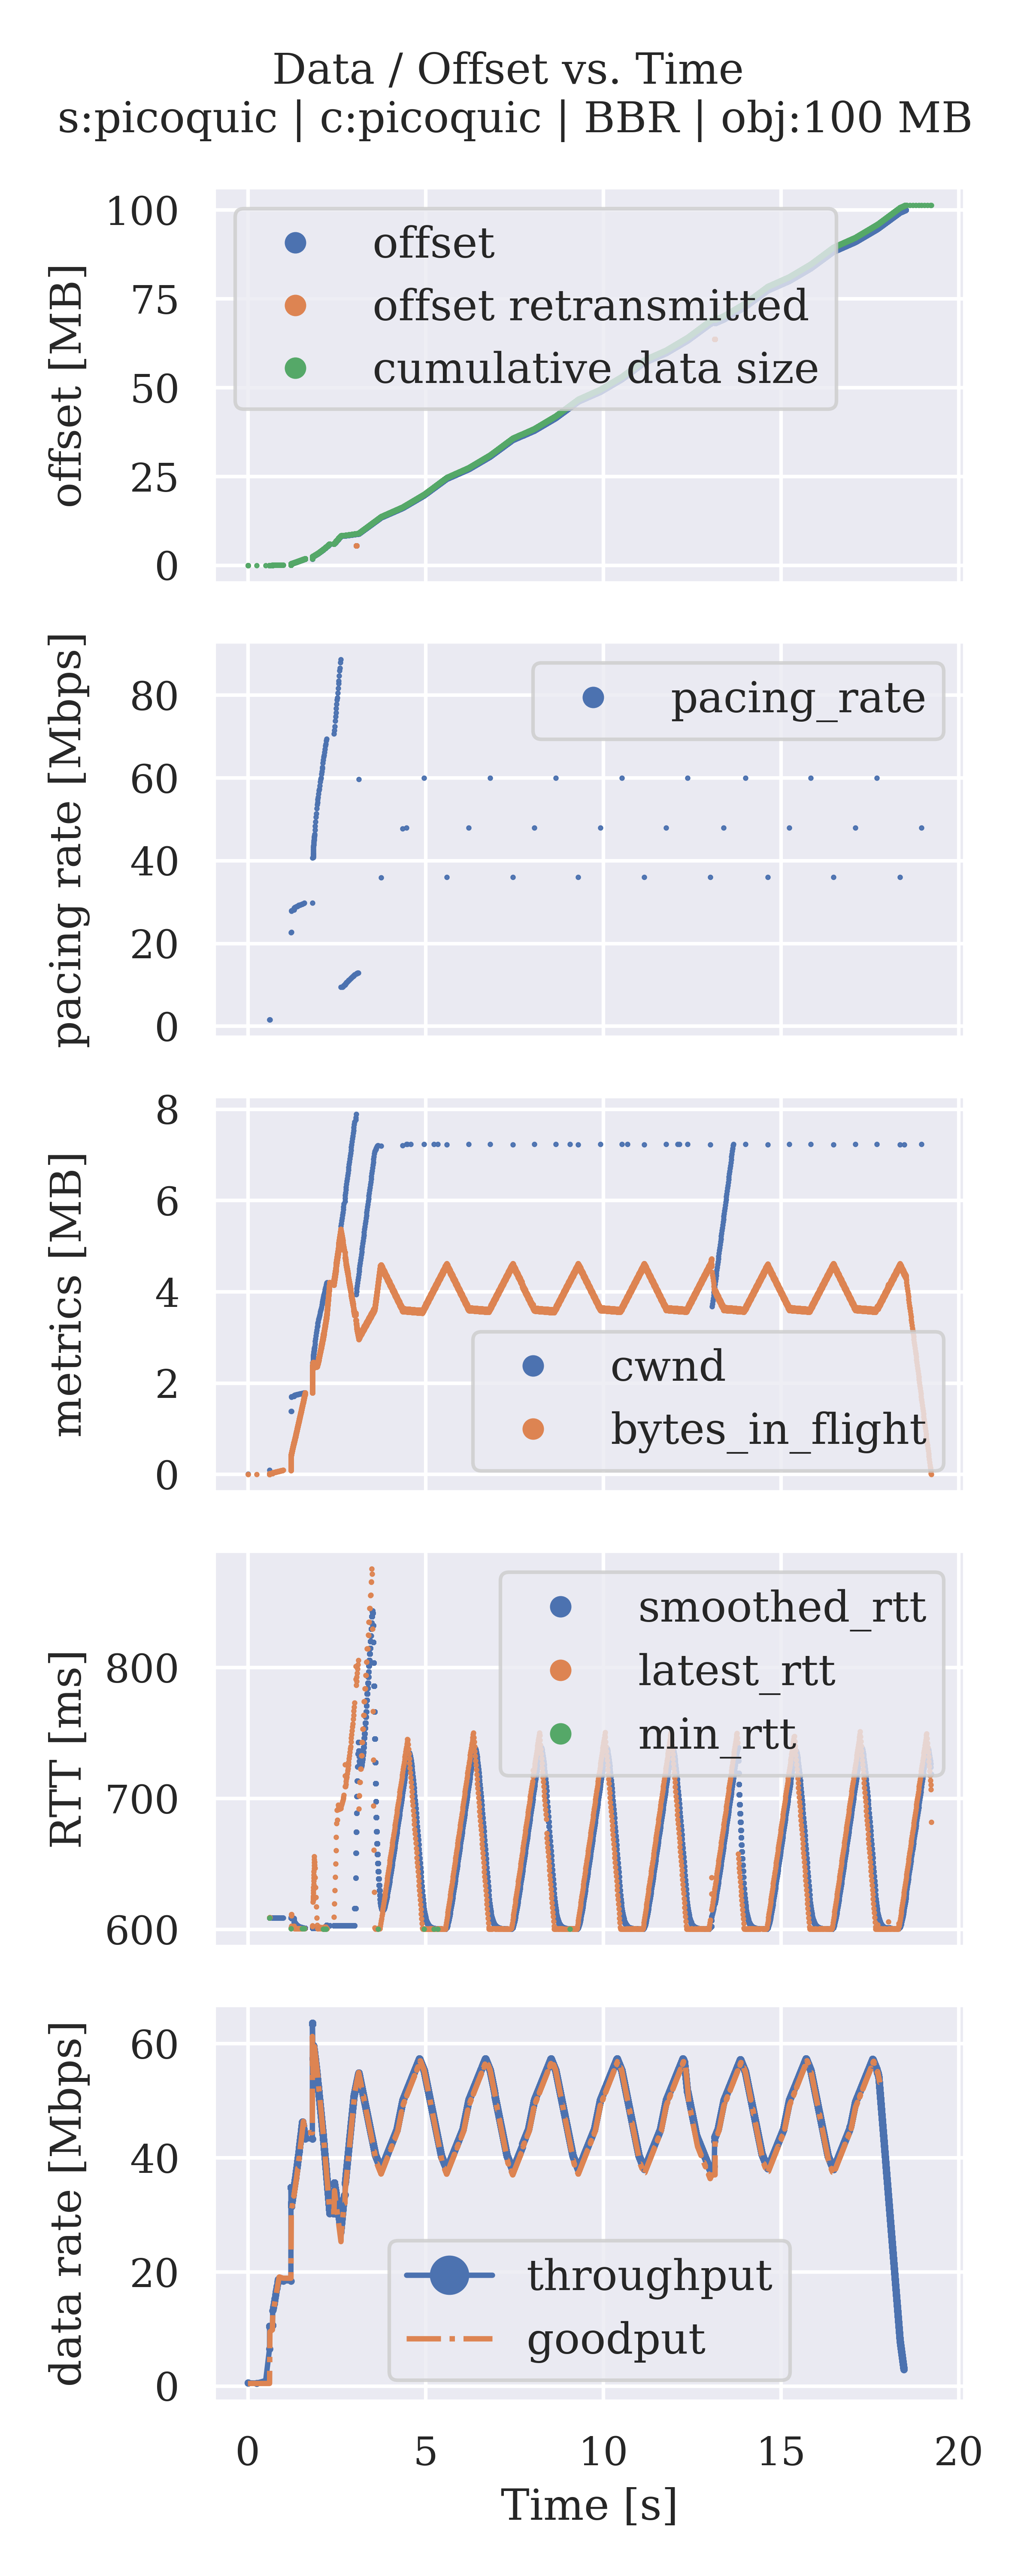 Data / Offset vs. Time
s:picoquic | c:picoquic | BBR | obj:100 MB
offset [MB]
100
75
50
25
0
offset
offset retransmitted
cumulative data size
pacing rate [Mbps]
80
60
40
20
0
pacing_rate
metrics [MB]
8
6
4
2
0
cwnd
bytes_in_flight
RTT [ms]
800
700
600
smoothed_rtt
latest_rtt
min_rtt
data rate [Mbps]
60
40
20
0
throughput
goodput
0 5 10 15 20
Time [s]